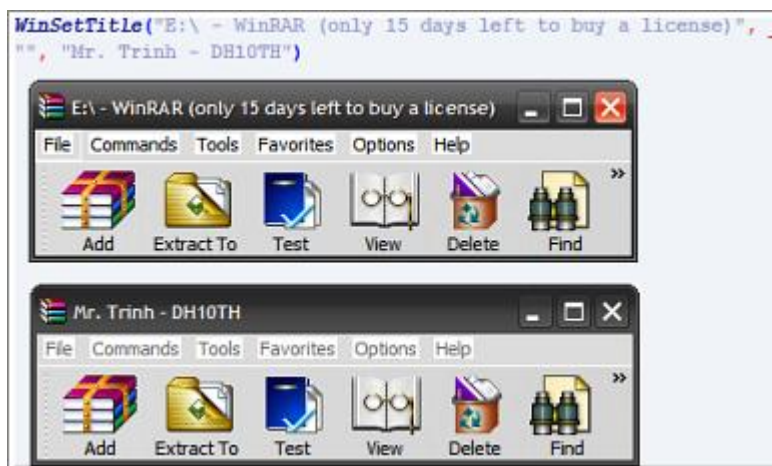 WinSetTitle("E:\ - WinRAR (only 15 days left to buy a license)", _
"", "Mr. Trinh - DH10TH")
E:\ - WinRAR (only 15 days left to buy a license)
File Commands Tools Favorites Options Help
Add Extract To Test View Delete Find »
Mr. Trinh - DH10TH
File Commands Tools Favorites Options Help
Add Extract To Test View Delete Find »